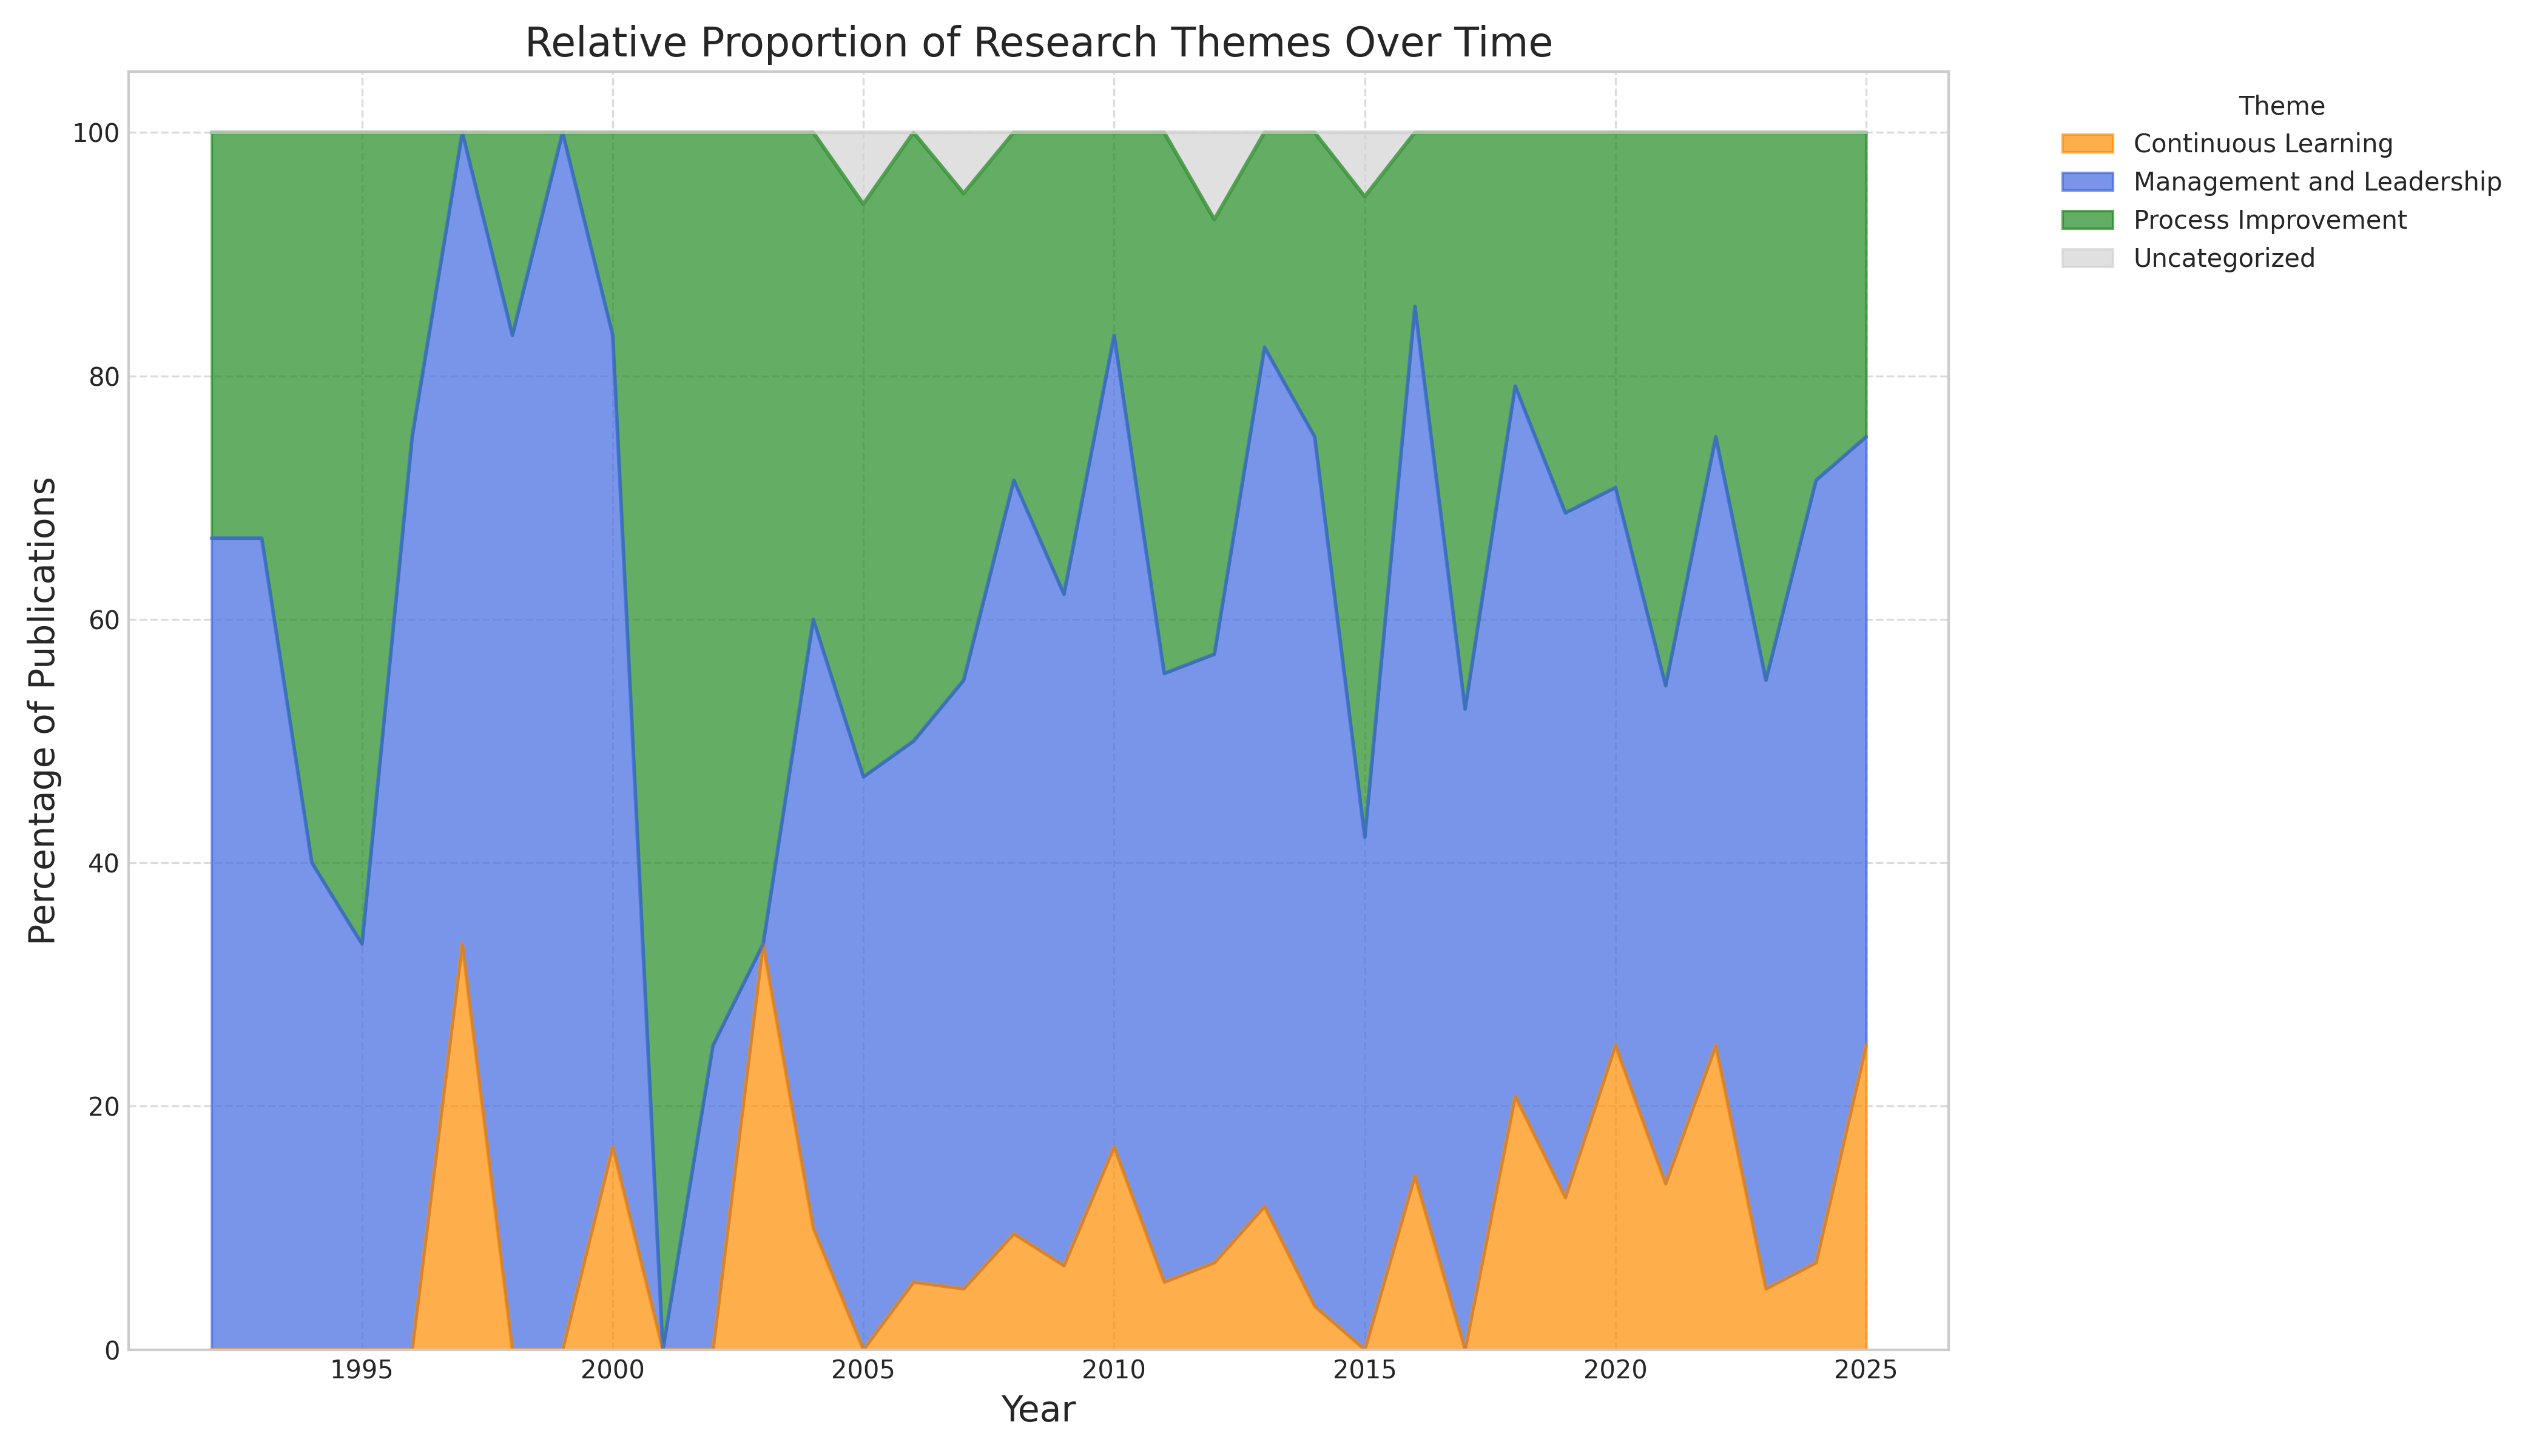 Relative Proportion of Research Themes Over Time
Theme
Continuous Learning
Management and Leadership
Process Improvement
Uncategorized
Percentage of Publications
100
80
60
40
20
0
1995 2000 2005 2010 2015 2020 2025
Year